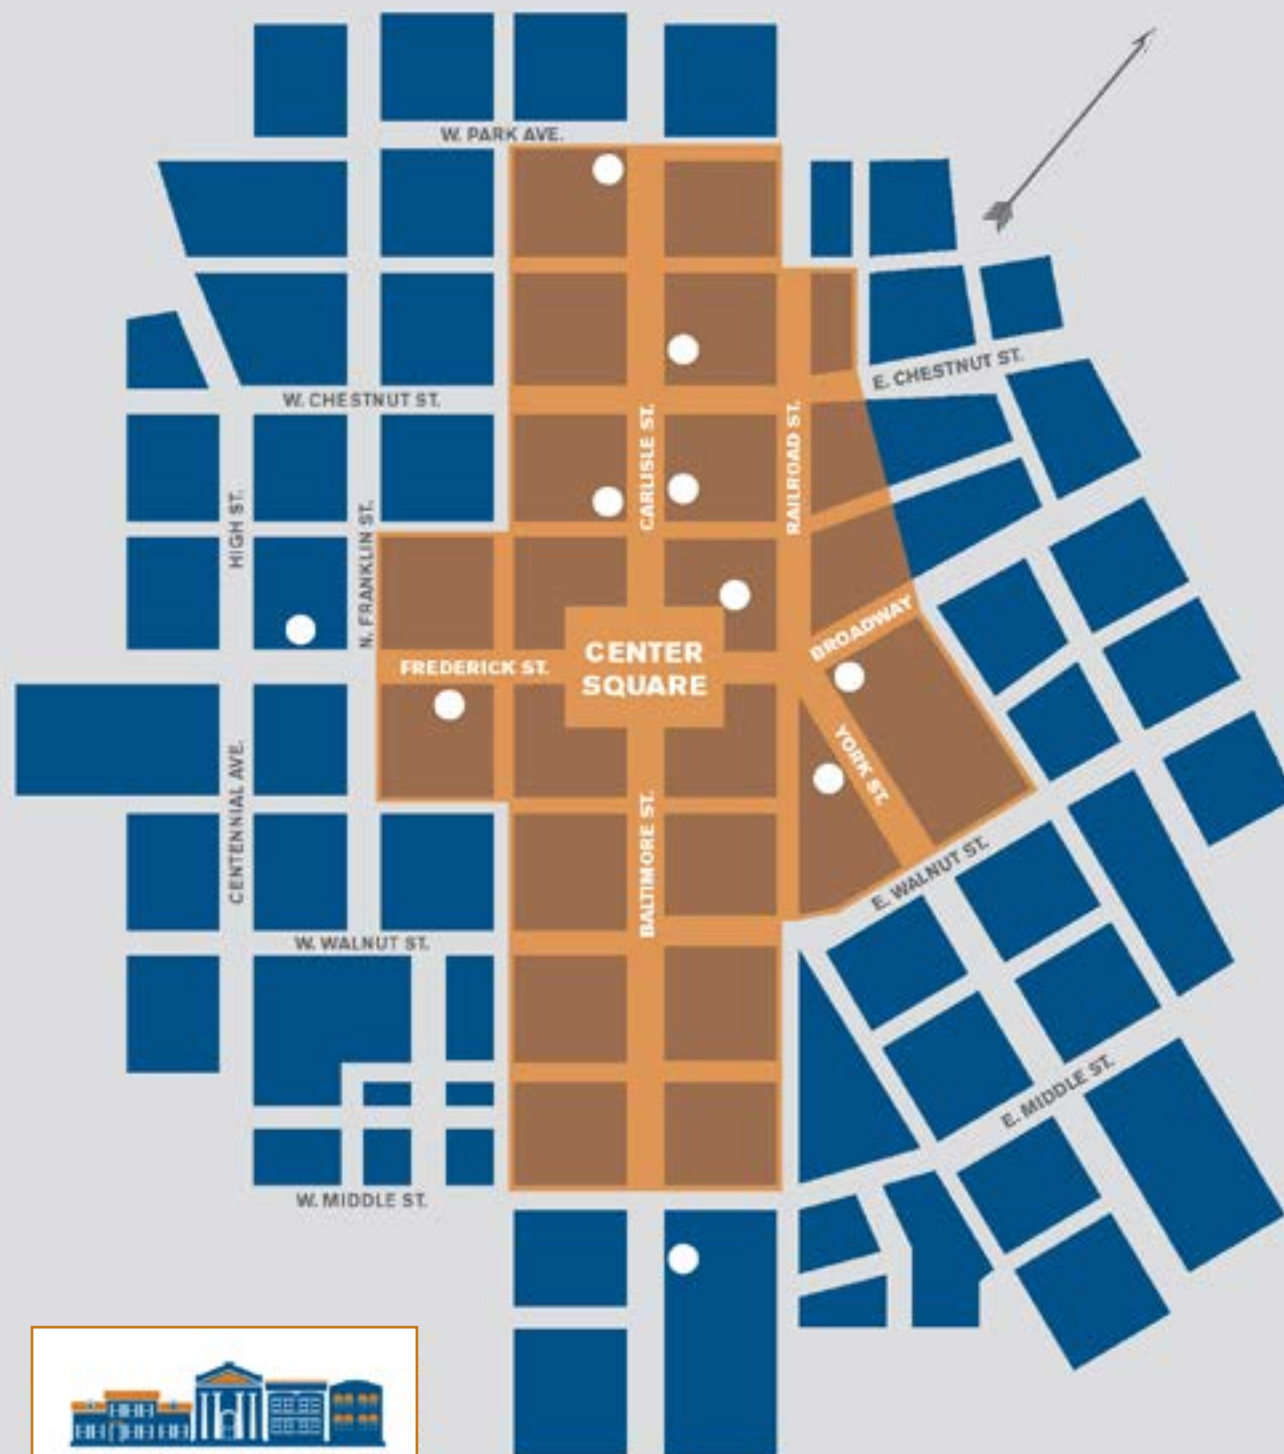 W. PARK AVE.
E. CHESTNUT ST.
W. CHESTNUT ST.
CARLISLE ST.
RAILROAD ST.
HIGH ST.
N. FRANKLIN ST.
BROADWAY
FREDERICK ST.
CENTER
SQUARE
YORK ST.
CENTENNIAL AVE.
BALTIMORE ST.
E. WALNUT ST.
W. WALNUT ST.
E. MIDDLE ST.
W. MIDDLE ST.